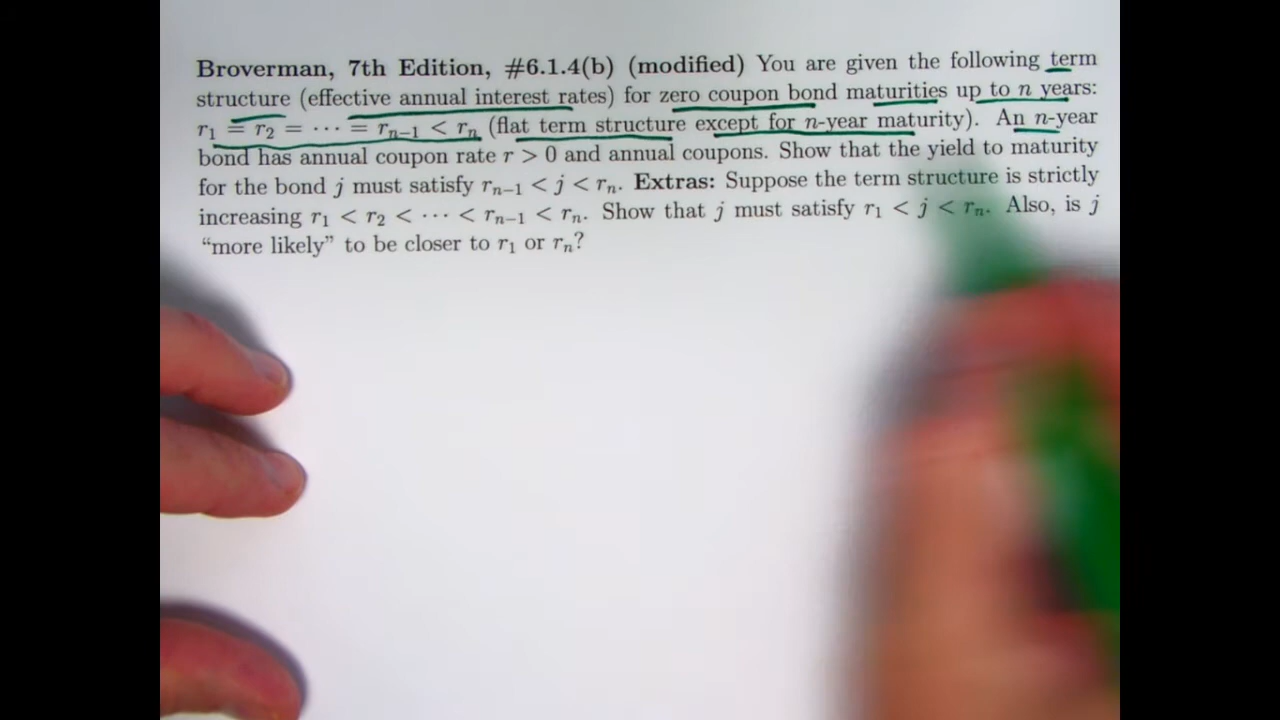 Broverman, 7th Edition, #6.1.4(b) (modified) You are given the following term
structure (effective annual interest rates) for zero coupon bond maturities up to n years:
r₁ = r₂ = ⋯ = rₙ₋₁ < rₙ (flat term structure except for n-year maturity). An n-year
bond has annual coupon rate r > 0 and annual coupons. Show that the yield to maturity
for the bond j must satisfy rₙ₋₁ < j < rₙ. Extras: Suppose the term structure is strictly
increasing r₁ < r₂ < ⋯ < rₙ₋₁ < rₙ. Show that j must satisfy r₁ < j < rₙ. Also, is j
“more likely” to be closer to r₁ or rₙ?